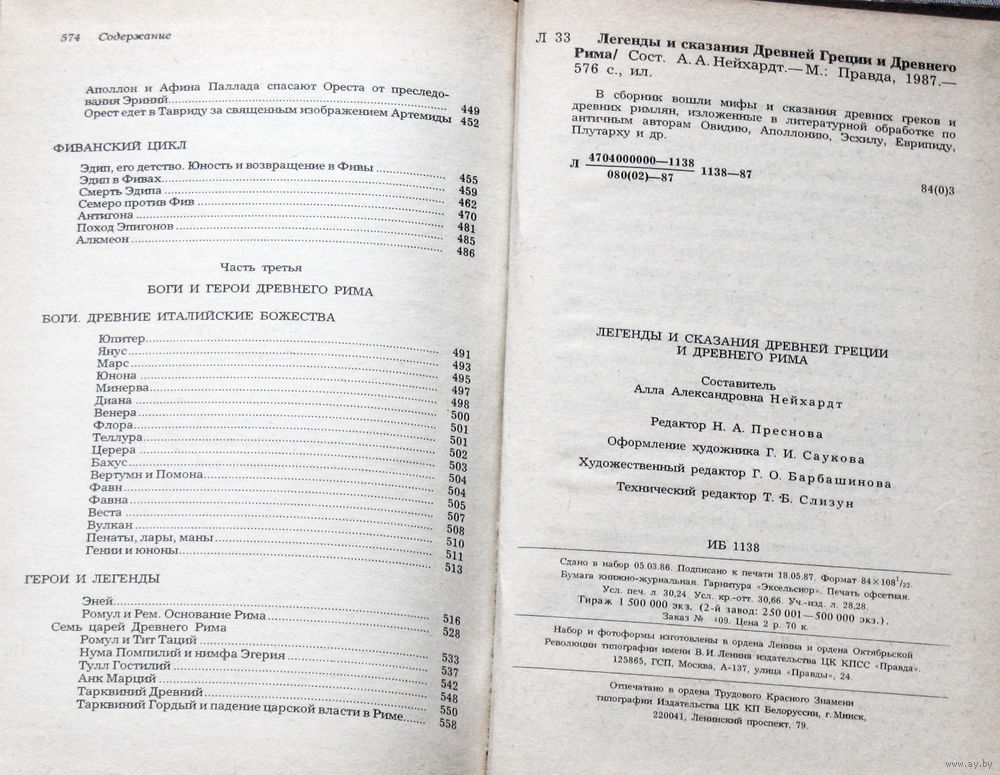 574 Содержание
Аполлон и Афина Паллада спасают Ореста от преследо-
вания Эриний 449
Орест едет в Тавриду за священным изображением Артемиды 452
ФИВАНСКИЙ ЦИКЛ
Эдип, его детство. Юность и возвращение в Фивы 455
Эдип в Фивах 459
Смерть Эдипа 462
Семеро против Фив 470
Антигона 481
Поход Эпигонов 485
Алкмеон 486
Часть третья
БОГИ И ГЕРОИ ДРЕВНЕГО РИМА
БОГИ. ДРЕВНИЕ ИТАЛИЙСКИЕ БОЖЕСТВА
Юпитер 491
Янус 493
Марс 495
Юнона 497
Минерва 498
Диана 500
Венера 501
Флора 501
Теллура 502
Церера 503
Бахус 504
Вертумн и Помона 504
Фавн 505
Фавна 507
Веста 508
Вулкан 510
Пенаты, лары, маны 511
Гении и юноны 513
ГЕРОИ И ЛЕГЕНДЫ
Эней 516
Ромул и Рем. Основание Рима 528
Семь царей Древнего Рима
Ромул и Тит Таций 533
Нума Помпилий и нимфа Эгерия 537
Тулл Гостилий 542
Анк Марций 548
Тарквиний Древний 550
Тарквиний Гордый и падение царской власти в Риме 558
Л 33 Легенды и сказания Древней Греции и Древнего
Рима/ Сост. А. А. Нейхардт.— М.: Правда, 1987.—
576 с., ил.
В сборник вошли мифы и сказания древних греков и
древних римлян, изложенные в литературной обработке по
античным авторам Овидию, Аполлонию, Эсхилу, Еврипиду,
Плутарху и др.
Л 4704000000—1138
080(02)—87 1138—87
84(0)3
ЛЕГЕНДЫ И СКАЗАНИЯ ДРЕВНЕЙ ГРЕЦИИ
И ДРЕВНЕГО РИМА
Составитель
Алла Александровна Нейхардт
Редактор Н. А. Преснова
Оформление художника Г. И. Саукова
Художественный редактор Г. О. Барбашинова
Технический редактор Т. Б. Слизун
ИБ 1138
Сдано в набор 05.03.86. Подписано к печати 18.05.87. Формат 84×108¹/₃₂.
Бумага книжно-журнальная. Гарнитура «Эксельсиор». Печать офсетная.
Усл. печ. л. 30,24. Усл. кр.-отт. 30,66. Уч.-изд. л. 28,28.
Тираж 1 500 000 экз. (2-й завод: 250 001—500 000 экз.).
Заказ № 409. Цена 2 р. 70 к.
Набор и фотоформы изготовлены в ордена Ленина и ордена Октябрьской
Революции типографии имени В. И. Ленина издательства ЦК КПСС «Правда».
125865, ГСП, Москва, А-137, улица «Правды», 24.
Отпечатано в ордена Трудового Красного Знамени
типографии Издательства ЦК КП Белоруссии, г. Минск,
220041, Ленинский проспект, 79.
www.ay.by